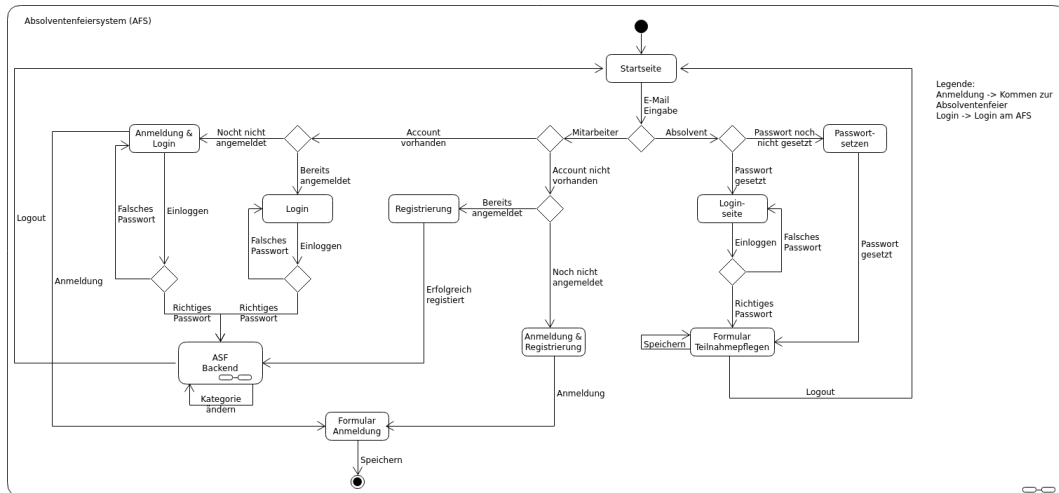 Absolventenfeiersystem (AFS)
Startseite
Legende:
Anmeldung -> Kommen zur
Absolventenfeier
Login -> Login am AFS
E-Mail
Eingabe
Anmeldung &
Login
Nocht nicht
angemeldet
Account
vorhanden
Mitarbeiter
Absolvent
Passwort noch
nicht gesetzt
Passwort-
setzen
Bereits
angemeldet
Account nicht
vorhanden
Passwort
gesetzt
Logout
Falsches
Passwort
Einloggen
Login
Registrierung
Bereits
angemeldet
Login-
seite
Falsches
Passwort
Einloggen
Einloggen
Falsches
Passwort
Passwort
gesetzt
Anmeldung
Erfolgreich
registiert
Noch nicht
angemeldet
Richtiges
Passwort
Richtiges
Passwort
Richtiges
Passwort
ASF
Backend
Anmeldung &
Registrierung
Speichern
Formular
Teilnahmepflegen
Kategorie
ändern
Anmeldung
Logout
Formular
Anmeldung
Speichern